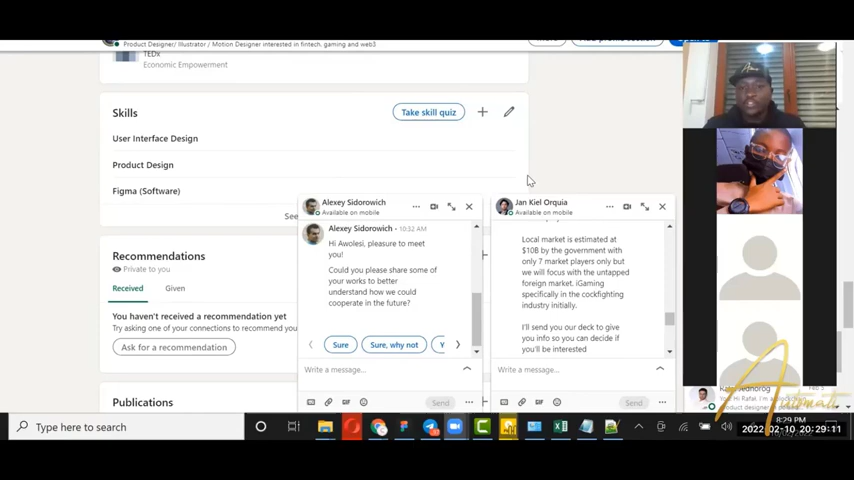 Product Designer/ Illustrator / Motion Designer interested in fintech, gaming and web3
TEDx
Economic Empowerment
Skills
Take skill quiz
User Interface Design
Product Design
Figma (Software)
See
Recommendations
Private to you
Received
Given
You haven't received a recommendation yet
Try asking one of your connections to recommend you
Ask for a recommendation
Publications
Alexey Sidorowich
Available on mobile
Alexey Sidorowich • 10:32 AM
Hi Awolesi, pleasure to meet
you!
Could you please share some of
your works to better
understand how we could
cooperate in the future?
Sure
Sure, why not
Y
Write a message...
Send
Jan Kiel Orquia
Available on mobile
Local market is estimated at
$10B by the government with
only 7 market players only but
we will focus with the untapped
foreign market. iGaming
specifically in the cockfighting
industry initially.
I'll send you our deck to give
you info so you can decide if
you'll be interested
Write a message...
Send
Feb 5
Type here to search
8:29 PM
2022-02-10 20:29:11